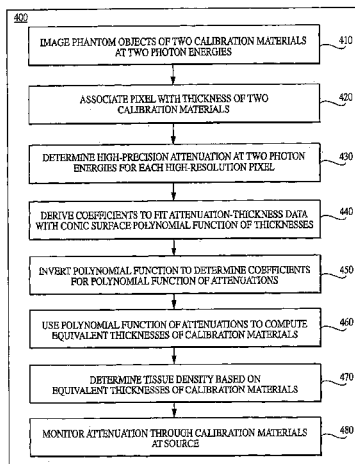 400
IMAGE PHANTOM OBJECTS OF TWO CALIBRATION MATERIALS
AT TWO PHOTON ENERGIES
410
ASSOCIATE PIXEL WITH THICKNESS OF TWO
CALIBRATION MATERIALS
420
DETERMINE HIGH-PRECISION ATTENUATION AT TWO PHOTON
ENERGIES FOR EACH HIGH-RESOLUTION PIXEL
430
DERIVE COEFFICIENTS TO FIT ATTENUATION-THICKNESS DATA
WITH CONIC SURFACE POLYNOMIAL FUNCTION OF THICKNESSES
440
INVERT POLYNOMIAL FUNCTION TO DETERMINE COEFFICIENTS
FOR POLYNOMIAL FUNCTION OF ATTENUATIONS
450
USE POLYNOMIAL FUNCTION OF ATTENUATIONS TO COMPUTE
EQUIVALENT THICKNESSES OF CALIBRATION MATERIALS
460
DETERMINE TISSUE DENSITY BASED ON
EQUIVALENT THICKNESSES OF CALIBRATION MATERIALS
470
MONITOR ATTENUATION THROUGH CALIBRATION MATERIALS
AT SOURCE
480